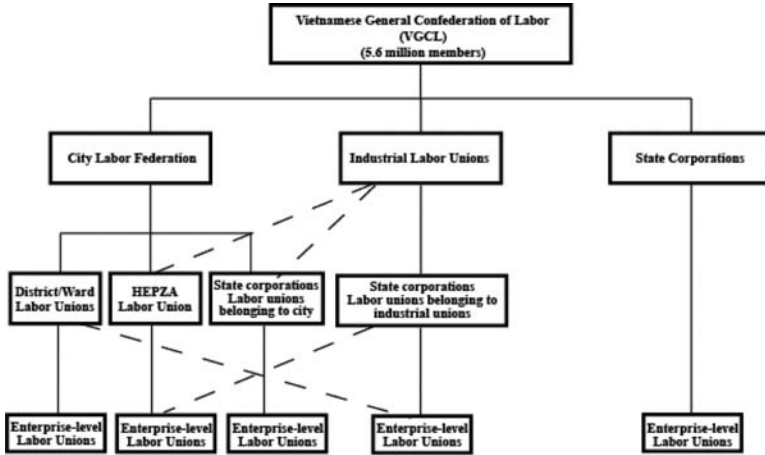 Vietnamese General Confederation of Labor
(VGCL)
(5.6 million members)
City Labor Federation
Industrial Labor Unions
State Corporations
District/Ward
Labor Unions
HEPZA
Labor Union
State corporations
Labor unions
belonging to city
State corporations
Labor unions belonging to
industrial unions
Enterprise-level
Labor Unions
Enterprise-level
Labor Unions
Enterprise-level
Labor Unions
Enterprise-level
Labor Unions
Enterprise-level
Labor Unions